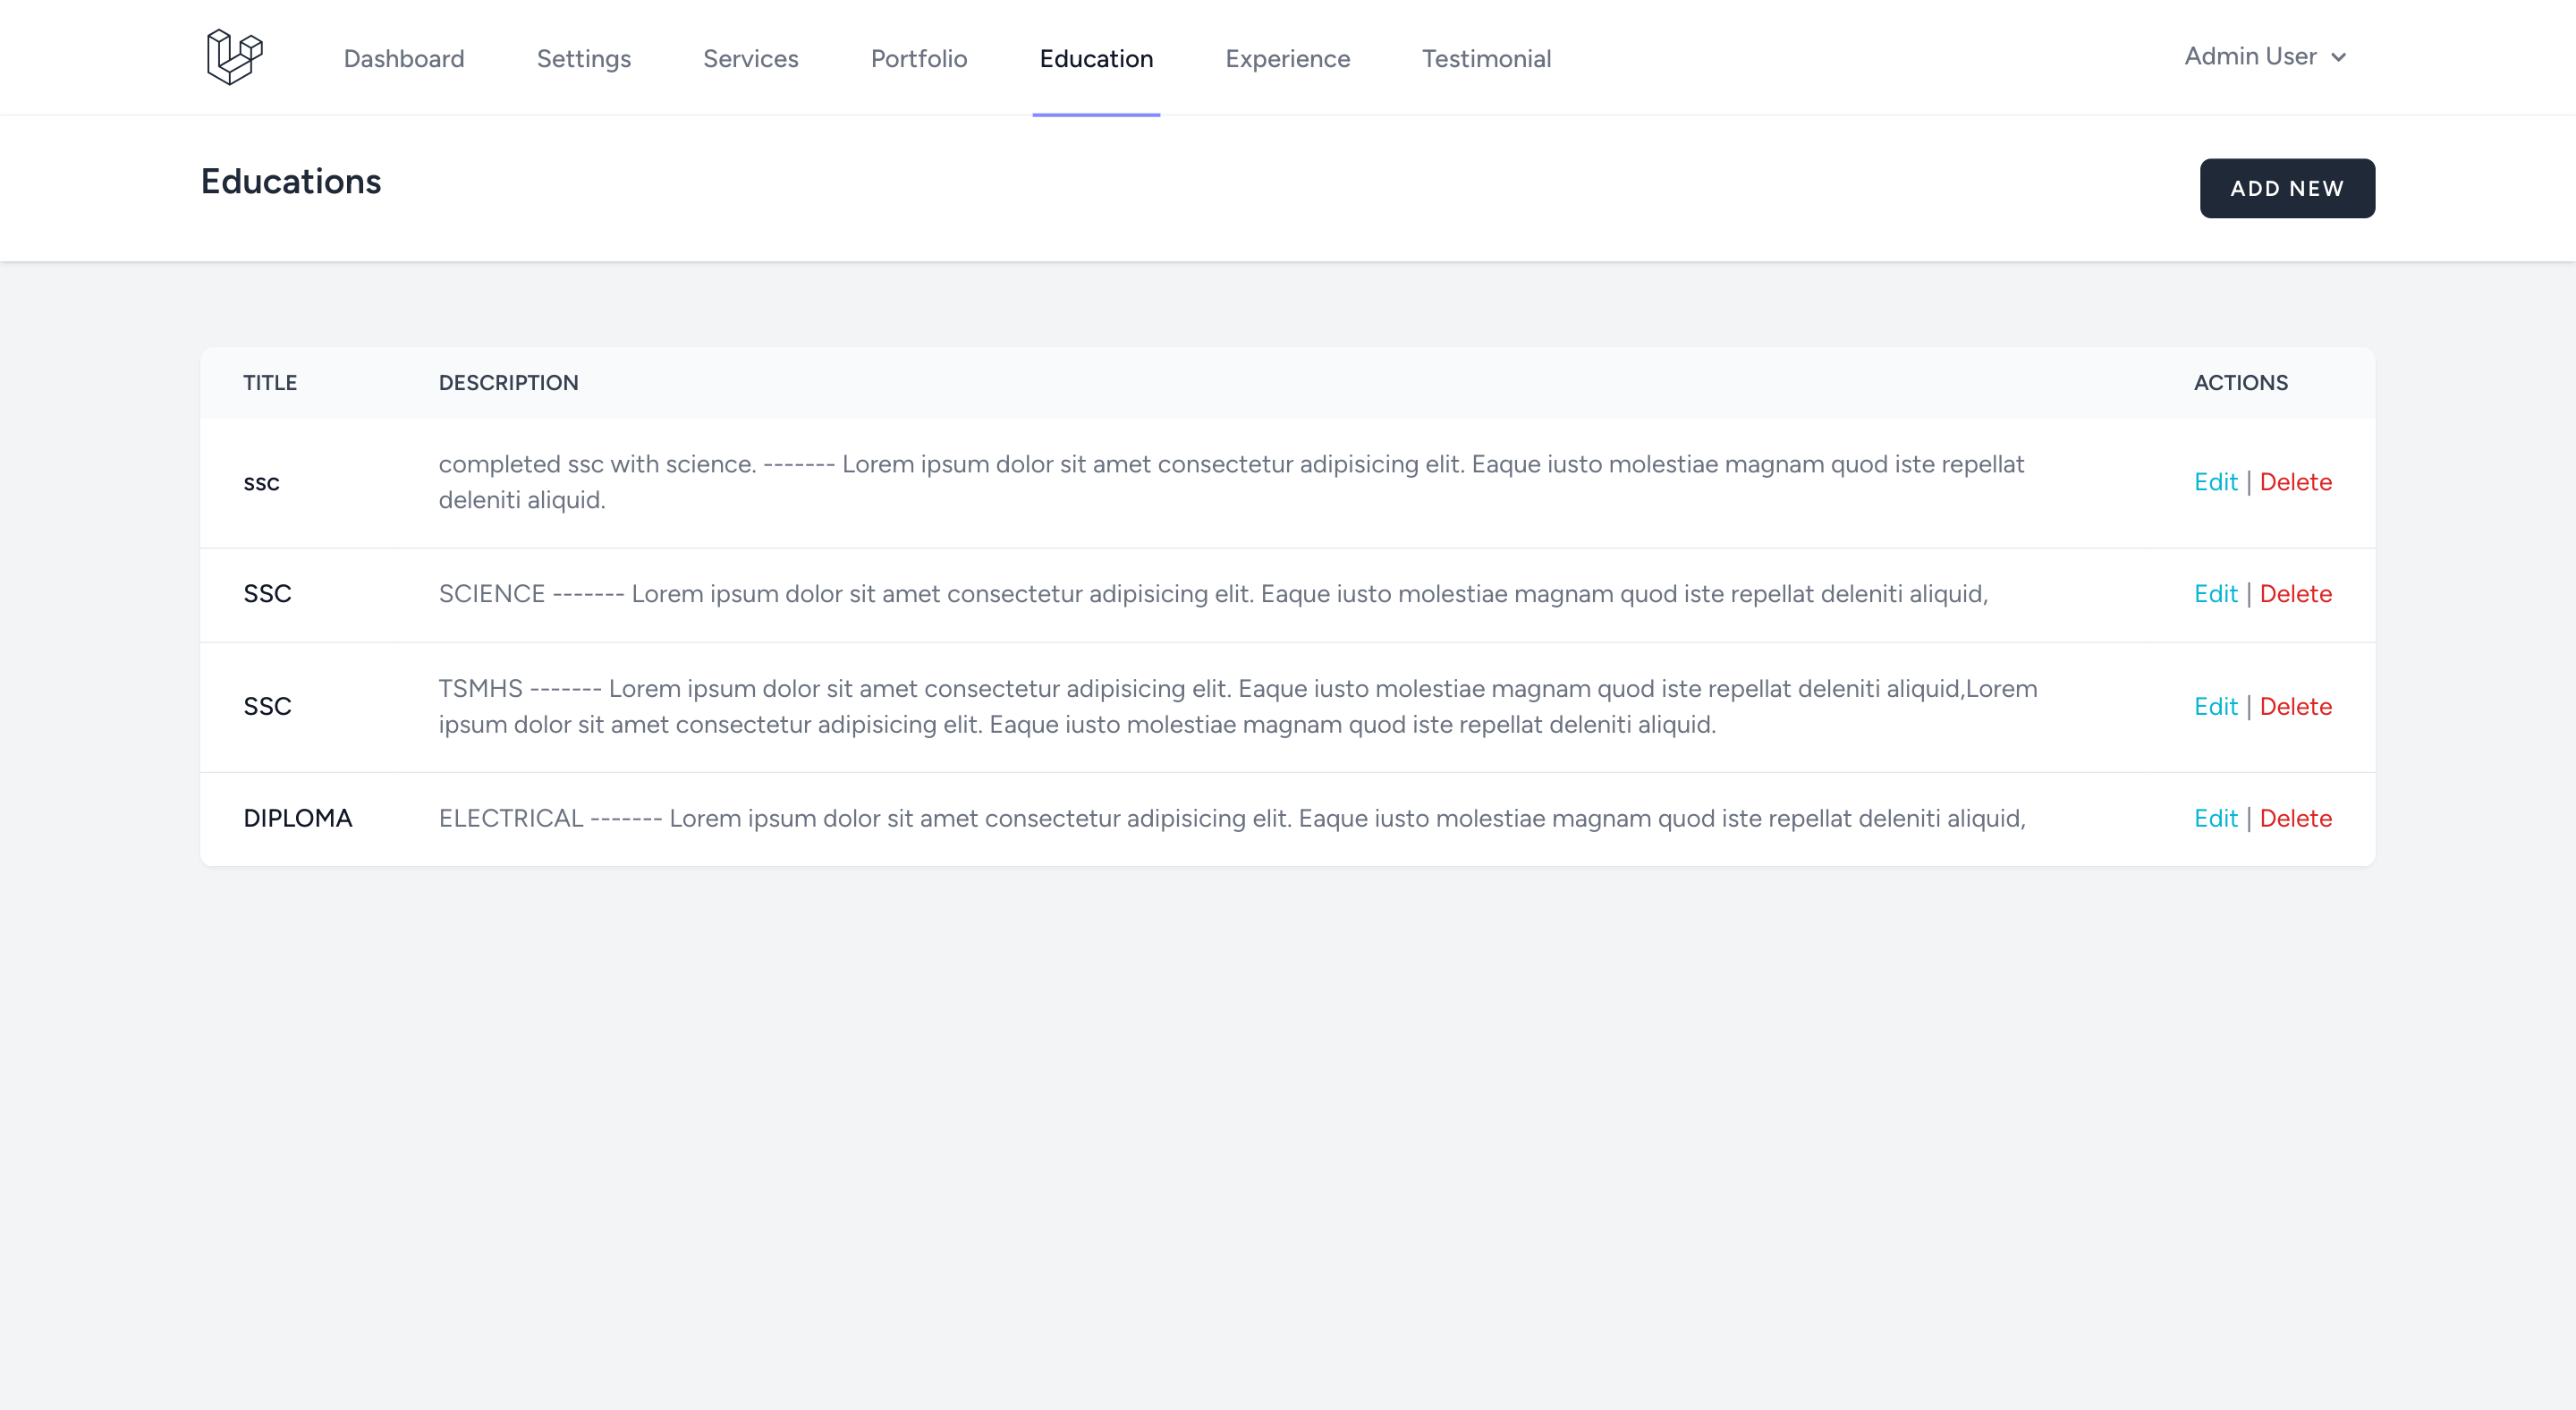 Dashboard Settings Services Portfolio Education Experience Testimonial Admin User
Educations
ADD NEW
TITLE DESCRIPTION ACTIONS
ssc completed ssc with science. ------- Lorem ipsum dolor sit amet consectetur adipisicing elit. Eaque iusto molestiae magnam quod iste repellat
deleniti aliquid. Edit | Delete
SSC SCIENCE ------- Lorem ipsum dolor sit amet consectetur adipisicing elit. Eaque iusto molestiae magnam quod iste repellat deleniti aliquid, Edit | Delete
SSC TSMHS ------- Lorem ipsum dolor sit amet consectetur adipisicing elit. Eaque iusto molestiae magnam quod iste repellat deleniti aliquid,Lorem
ipsum dolor sit amet consectetur adipisicing elit. Eaque iusto molestiae magnam quod iste repellat deleniti aliquid. Edit | Delete
DIPLOMA ELECTRICAL ------- Lorem ipsum dolor sit amet consectetur adipisicing elit. Eaque iusto molestiae magnam quod iste repellat deleniti aliquid, Edit | Delete